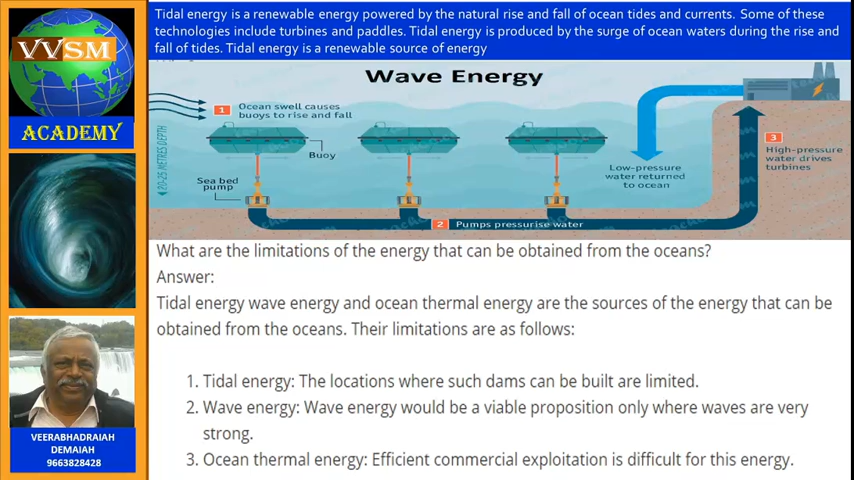 Tidal energy is a renewable energy powered by the natural rise and fall of ocean tides and currents. Some of these
technologies include turbines and paddles. Tidal energy is produced by the surge of ocean waters during the rise and
fall of tides. Tidal energy is a renewable source of energy
VVSM
ACADEMY
Wave Energy
1 Ocean swell causes
buoys to rise and fall
20-25 METRES DEPTH
Buoy
Sea bed
pump
2 Pumps pressurise water
Low-pressure
water returned
to ocean
3
High-pressure
water drives
turbines
What are the limitations of the energy that can be obtained from the oceans?
Answer:
Tidal energy wave energy and ocean thermal energy are the sources of the energy that can be
obtained from the oceans. Their limitations are as follows:
1. Tidal energy: The locations where such dams can be built are limited.
2. Wave energy: Wave energy would be a viable proposition only where waves are very
strong.
3. Ocean thermal energy: Efficient commercial exploitation is difficult for this energy.
VEERABHADRAIAH
DEMAIAH
9663828428